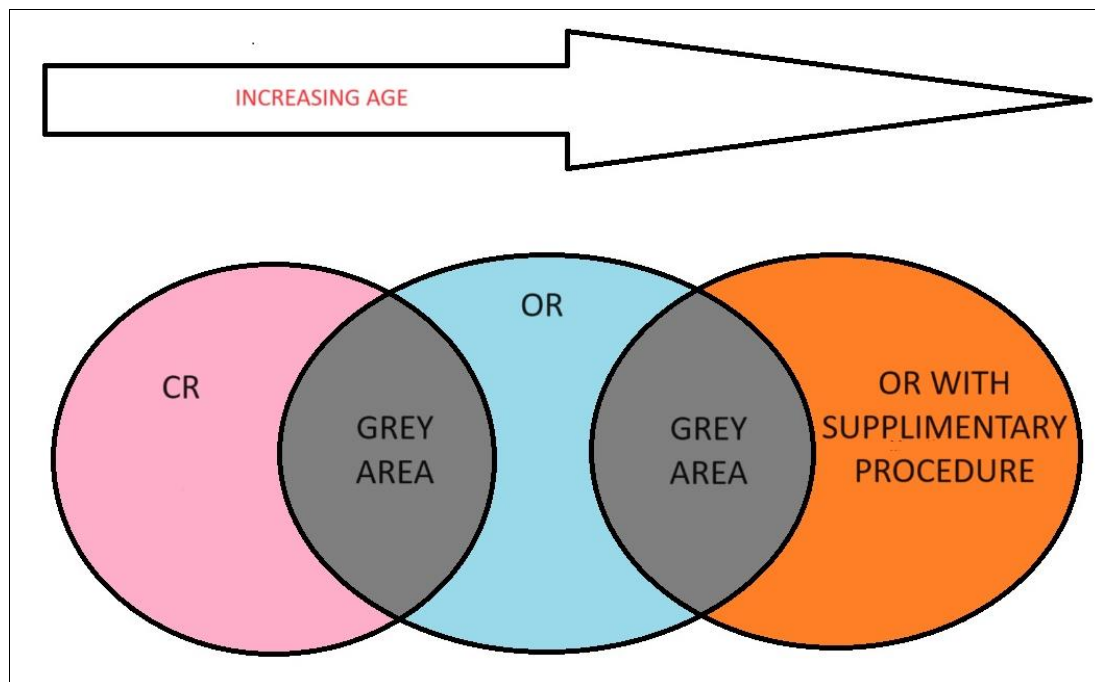 INCREASING AGE
CR
GREY
AREA
OR
GREY
AREA
OR WITH
SUPPLIMENTARY
PROCEDURE